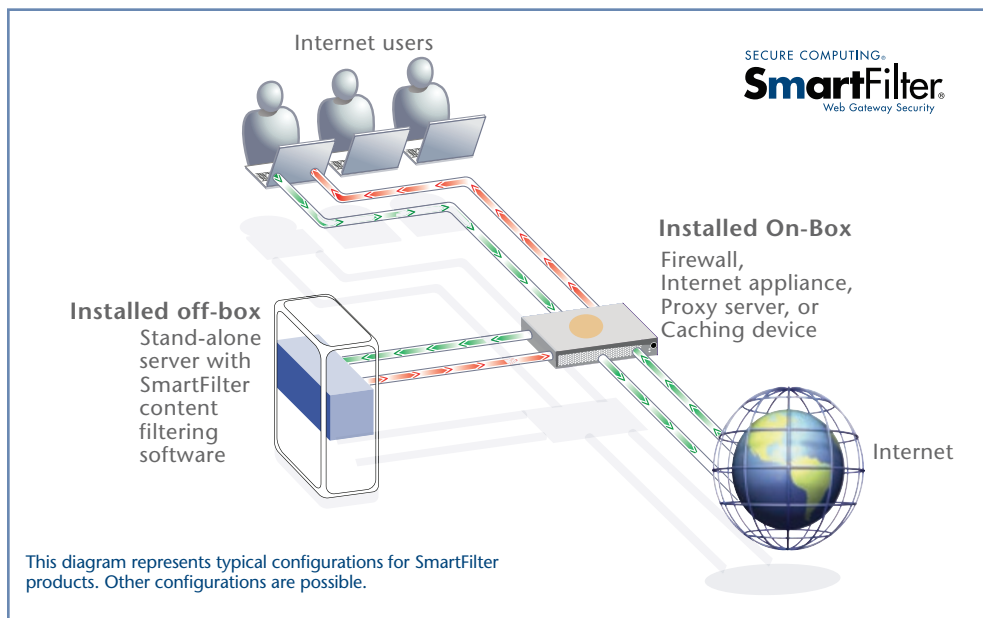 Internet users
SECURE COMPUTING®
SmartFilter®
Web Gateway Security
Installed On-Box
Firewall,
Internet appliance,
Proxy server, or
Caching device
Installed off-box
Stand-alone
server with
SmartFilter
content
filtering
software
Internet
This diagram represents typical configurations for SmartFilter
products. Other configurations are possible.